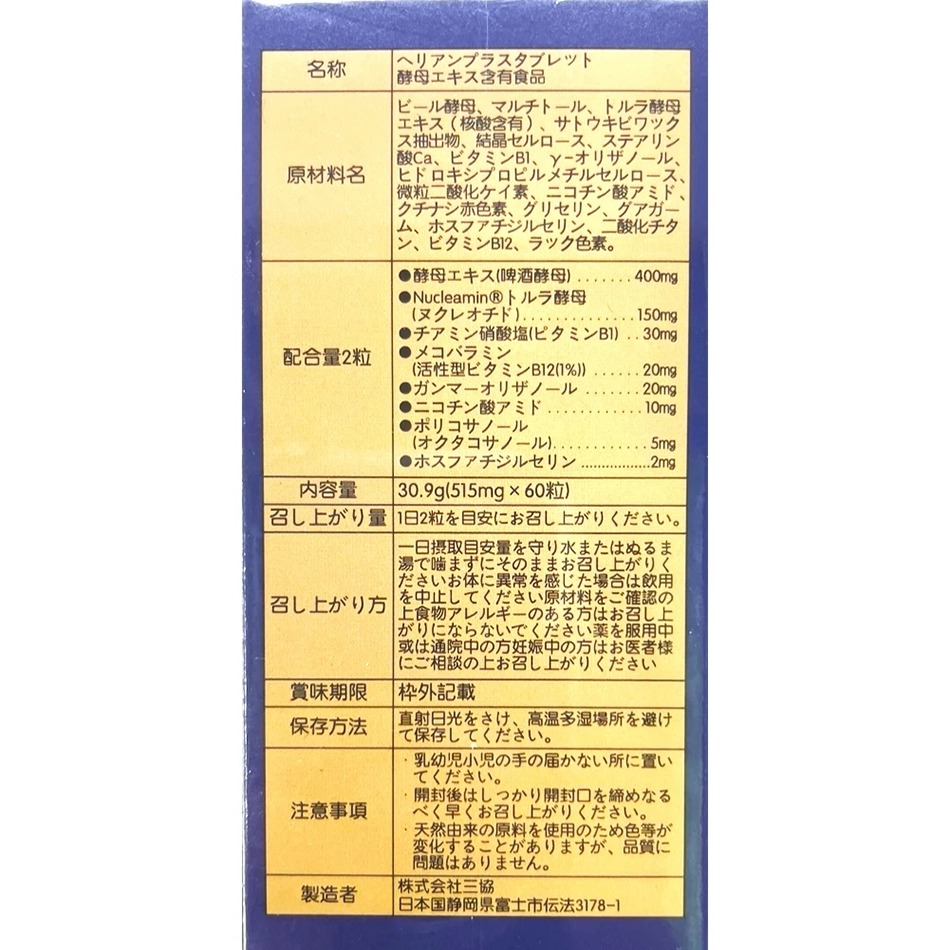 名称
ヘリアンプラスタブレット
酵母エキス含有食品
原材料名
ビール酵母、マルチトール、トルラ酵母
エキス（核酸含有）、サトウキビワック
ス抽出物、結晶セルロース、ステアリン
酸Ca、ビタミンB1、γ-オリザノール、
ヒドロキシプロピルメチルセルロース、
微粒二酸化ケイ素、ニコチン酸アミド、
クチナシ赤色素、グリセリン、グアガー
ム、ホスファチジルセリン、二酸化チタ
ン、ビタミンB12、ラック色素。
配合量2粒
●酵母エキス(啤酒酵母) .......400mg
●Nucleamin®トルラ酵母
(ヌクレオチド)..............150mg
●チアミン硝酸塩(ビタミンB1) ..30mg
●メコバラミン
(活性型ビタミンB12(1%)) ......20mg
●ガンマーオリザノール .......20mg
●ニコチン酸アミド.............10mg
●ポリコサノール
(オクタコサノール)............5mg
●ホスファチジルセリン .................2mg
内容量
30.9g(515mg×60粒)
召し上がり量
1日2粒を目安にお召し上がりください。
召し上がり方
一日摂取目安量を守り水またはぬるま
湯で噛まずにそのままお召し上がりく
ださいお体に異常を感じた場合は飲用
を中止してください原材料をご確認の
上食物アレルギーのある方はお召し上
がりにならないでください薬を服用中
或は通院中の方妊娠中の方はお医者様
にご相談の上お召し上がりください
賞味期限
枠外記載
保存方法
直射日光をさけ、高温多湿場所を避け
て保存してください。
注意事項
·乳幼児小児の手の届かない所に置い
てください。
·開封後はしっかり開封口を締めなる
べく早くお召し上がりください。
·天然由来の原料を使用のため色等が
変化することがありますが、品質に
問題はありません。
製造者
株式会社三協
日本国静岡県富士市伝法3178-1